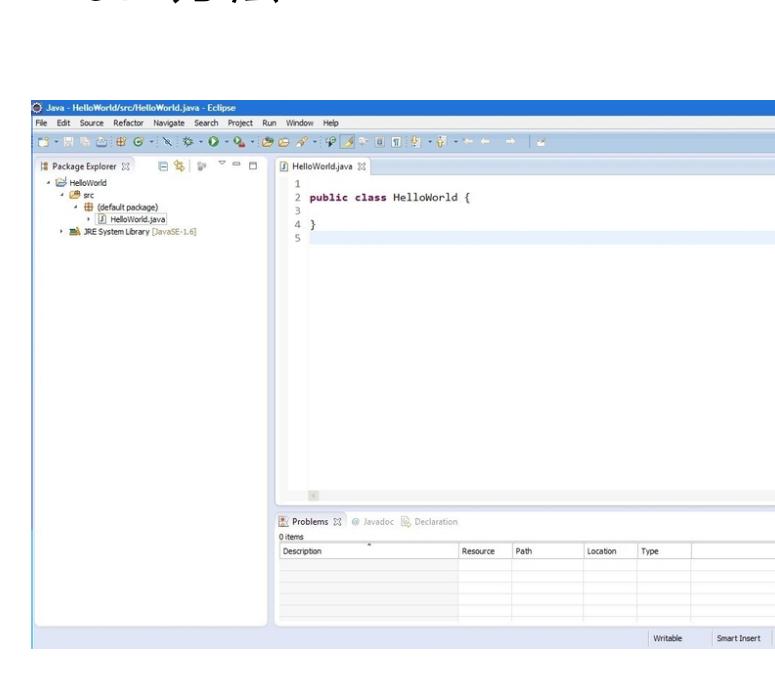 Java - HelloWorld/src/HelloWorld.java - Eclipse
File Edit Source Refactor Navigate Search Project Run Window Help
Package Explorer
HelloWorld
src
(default package)
HelloWorld.java
JRE System Library [JavaSE-1.6]
HelloWorld.java
1
2 public class HelloWorld {
3
4 }
5
Problems @ Javadoc Declaration
0 items
Description Resource Path Location Type
Writable Smart Insert